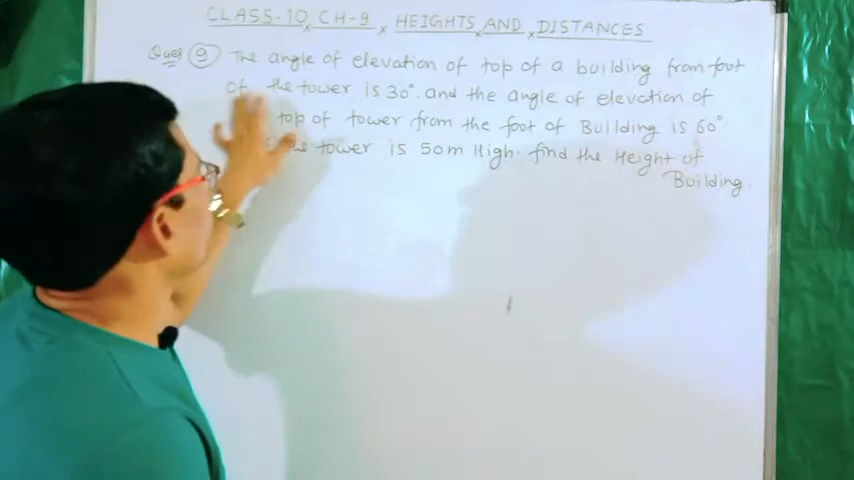 CLASS-10 CH-9 HEIGHTS AND DISTANCES
Ques 9 The angle of elevation of top of a building from foot
of the tower is 30° and the angle of elevation of
top of tower from the foot of Building is 60°
tower is 50m High. find the Height of
Building.